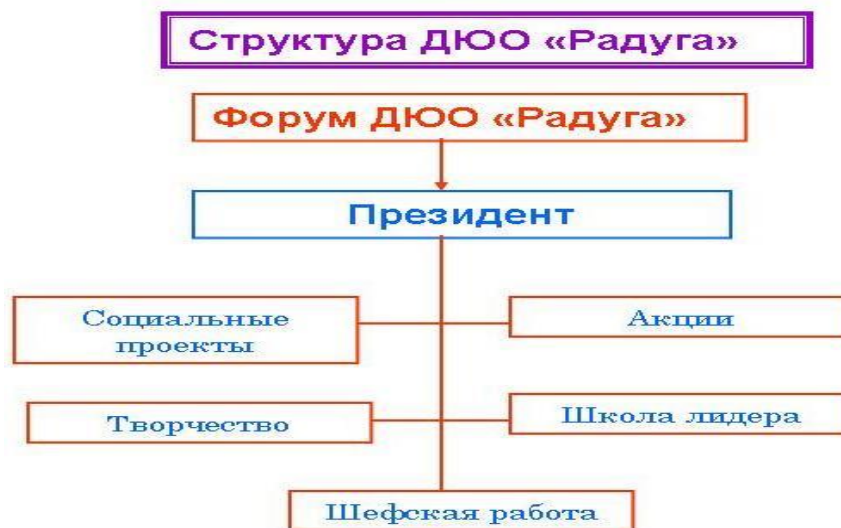 Структура ДЮО «Радуга»
Форум ДЮО «Радуга»
Президент
Социальные
проекты
Акции
Творчество
Школа лидера
Шефская работа